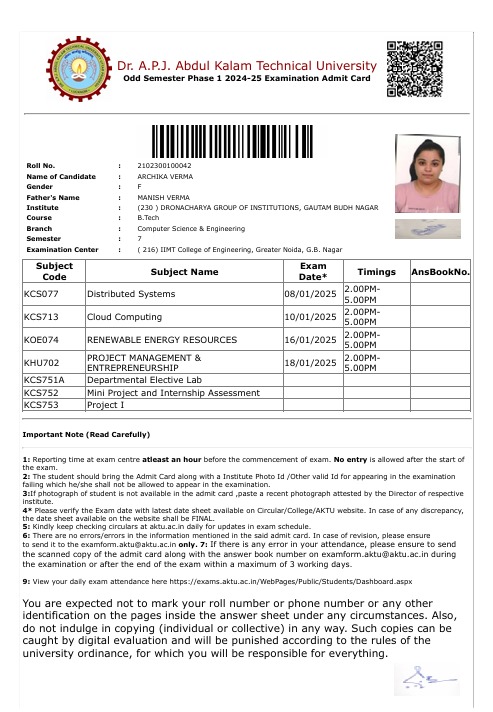 Dr. A.P.J. Abdul Kalam Technical University
Odd Semester Phase 1 2024-25 Examination Admit Card
Roll No. : 2102300100042
Name of Candidate : ARCHIKA VERMA
Gender : F
Father's Name : MANISH VERMA
Institute : (230 ) DRONACHARYA GROUP OF INSTITUTIONS, GAUTAM BUDH NAGAR
Course : B.Tech
Branch : Computer Science & Engineering
Semester : 7
Examination Center : ( 216) IIMT College of Engineering, Greater Noida, G.B. Nagar
Subject Code Subject Name Exam Date* Timings AnsBookNo.
KCS077 Distributed Systems 08/01/2025 2.00PM-5.00PM
KCS713 Cloud Computing 10/01/2025 2.00PM-5.00PM
KOE074 RENEWABLE ENERGY RESOURCES 16/01/2025 2.00PM-5.00PM
KHU702 PROJECT MANAGEMENT & ENTREPRENEURSHIP 18/01/2025 2.00PM-5.00PM
KCS751A Departmental Elective Lab
KCS752 Mini Project and Internship Assessment
KCS753 Project I
Important Note (Read Carefully)
1: Reporting time at exam centre atleast an hour before the commencement of exam. No entry is allowed after the start of
the exam.
2: The student should bring the Admit Card along with a Institute Photo Id /Other valid Id for appearing in the examination
failing which he/she shall not be allowed to appear in the examination.
3:If photograph of student is not available in the admit card ,paste a recent photograph attested by the Director of respective
institute.
4* Please verify the Exam date with latest date sheet available on Circular/College/AKTU website. In case of any discrepancy,
the date sheet available on the website shall be FINAL.
5: Kindly keep checking circulars at aktu.ac.in daily for updates in exam schedule.
6: There are no errors/errors in the information mentioned in the said admit card. In case of revision, please ensure
to send it to the examform.aktu@aktu.ac.in only. 7: If there is any error in your attendance, please ensure to send
the scanned copy of the admit card along with the answer book number on examform.aktu@aktu.ac.in during
the examination or after the end of the exam within a maximum of 3 working days.
9: View your daily exam attendance here https://exams.aktu.ac.in/WebPages/Public/Students/Dashboard.aspx
You are expected not to mark your roll number or phone number or any other
identification on the pages inside the answer sheet under any circumstances. Also,
do not indulge in copying (individual or collective) in any way. Such copies can be
caught by digital evaluation and will be punished according to the rules of the
university ordinance, for which you will be responsible for everything.